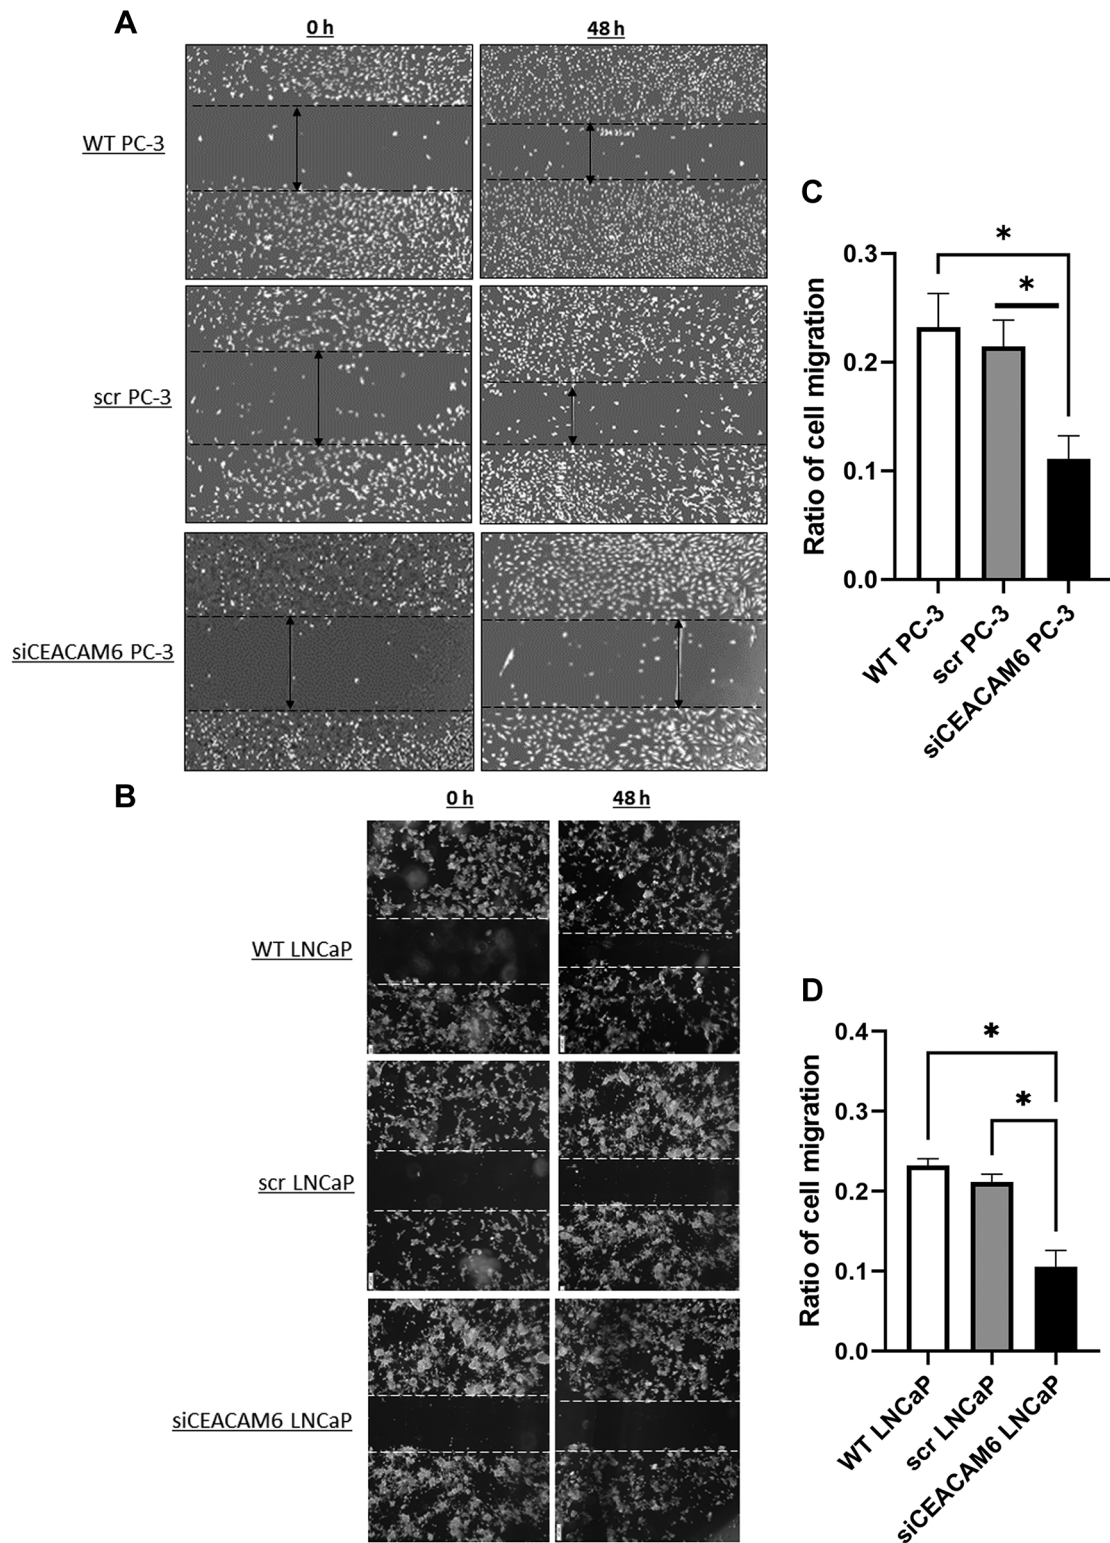 A
0 h
48 h
WT PC-3
scr PC-3
siCEACAM6 PC-3
B
0 h
48 h
WT LNCaP
scr LNCaP
siCEACAM6 LNCaP
C
Ratio of cell migration
0.3
0.2
0.1
0.0
*
*
WT PC-3
scr PC-3
siCEACAM6 PC-3
D
Ratio of cell migration
0.4
0.3
0.2
0.1
0.0
*
*
WT LNCaP
scr LNCaP
siCEACAM6 LNCaP